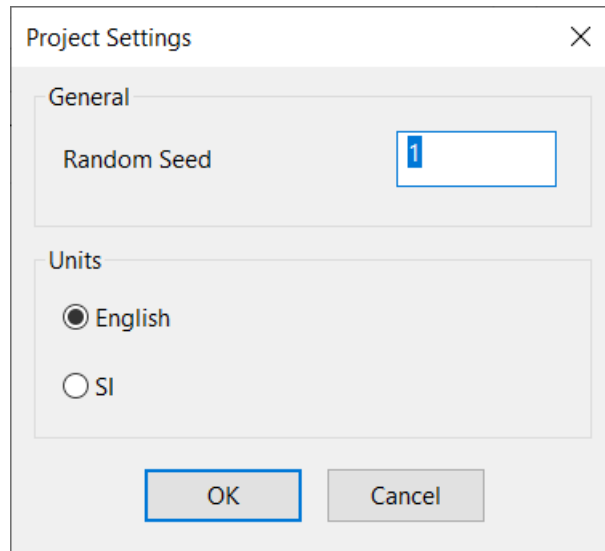 Project Settings
General
Random Seed 1
Units
English
SI
OK Cancel